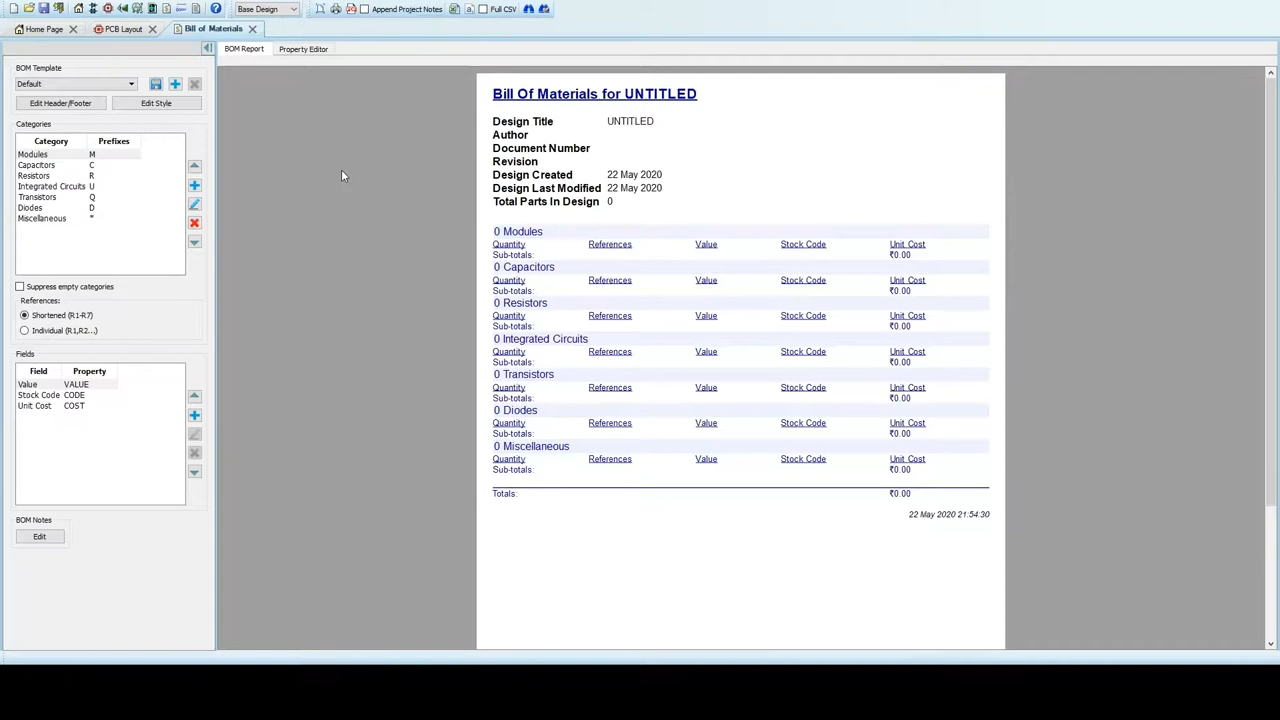 Base Design
Append Project Notes
Full CSV
Home Page
PCB Layout
Bill of Materials
BOM Report
Property Editor
BOM Template
Default
Edit Header/Footer
Edit Style
Categories
Category Prefixes
Modules M
Capacitors C
Resistors R
Integrated Circuits U
Transistors Q
Diodes D
Miscellaneous *
Suppress empty categories
References:
Shortened (R1-R7)
Individual (R1,R2...)
Fields
Field Property
Value VALUE
Stock Code CODE
Unit Cost COST
BOM Notes
Edit
Bill Of Materials for UNTITLED
Design Title UNTITLED
Author
Document Number
Revision
Design Created 22 May 2020
Design Last Modified 22 May 2020
Total Parts In Design 0
0 Modules
Quantity References Value Stock Code Unit Cost
Sub-totals: ₹0.00
0 Capacitors
Quantity References Value Stock Code Unit Cost
Sub-totals: ₹0.00
0 Resistors
Quantity References Value Stock Code Unit Cost
Sub-totals: ₹0.00
0 Integrated Circuits
Quantity References Value Stock Code Unit Cost
Sub-totals: ₹0.00
0 Transistors
Quantity References Value Stock Code Unit Cost
Sub-totals: ₹0.00
0 Diodes
Quantity References Value Stock Code Unit Cost
Sub-totals: ₹0.00
0 Miscellaneous
Quantity References Value Stock Code Unit Cost
Sub-totals: ₹0.00
Totals: ₹0.00
22 May 2020 21:54:30